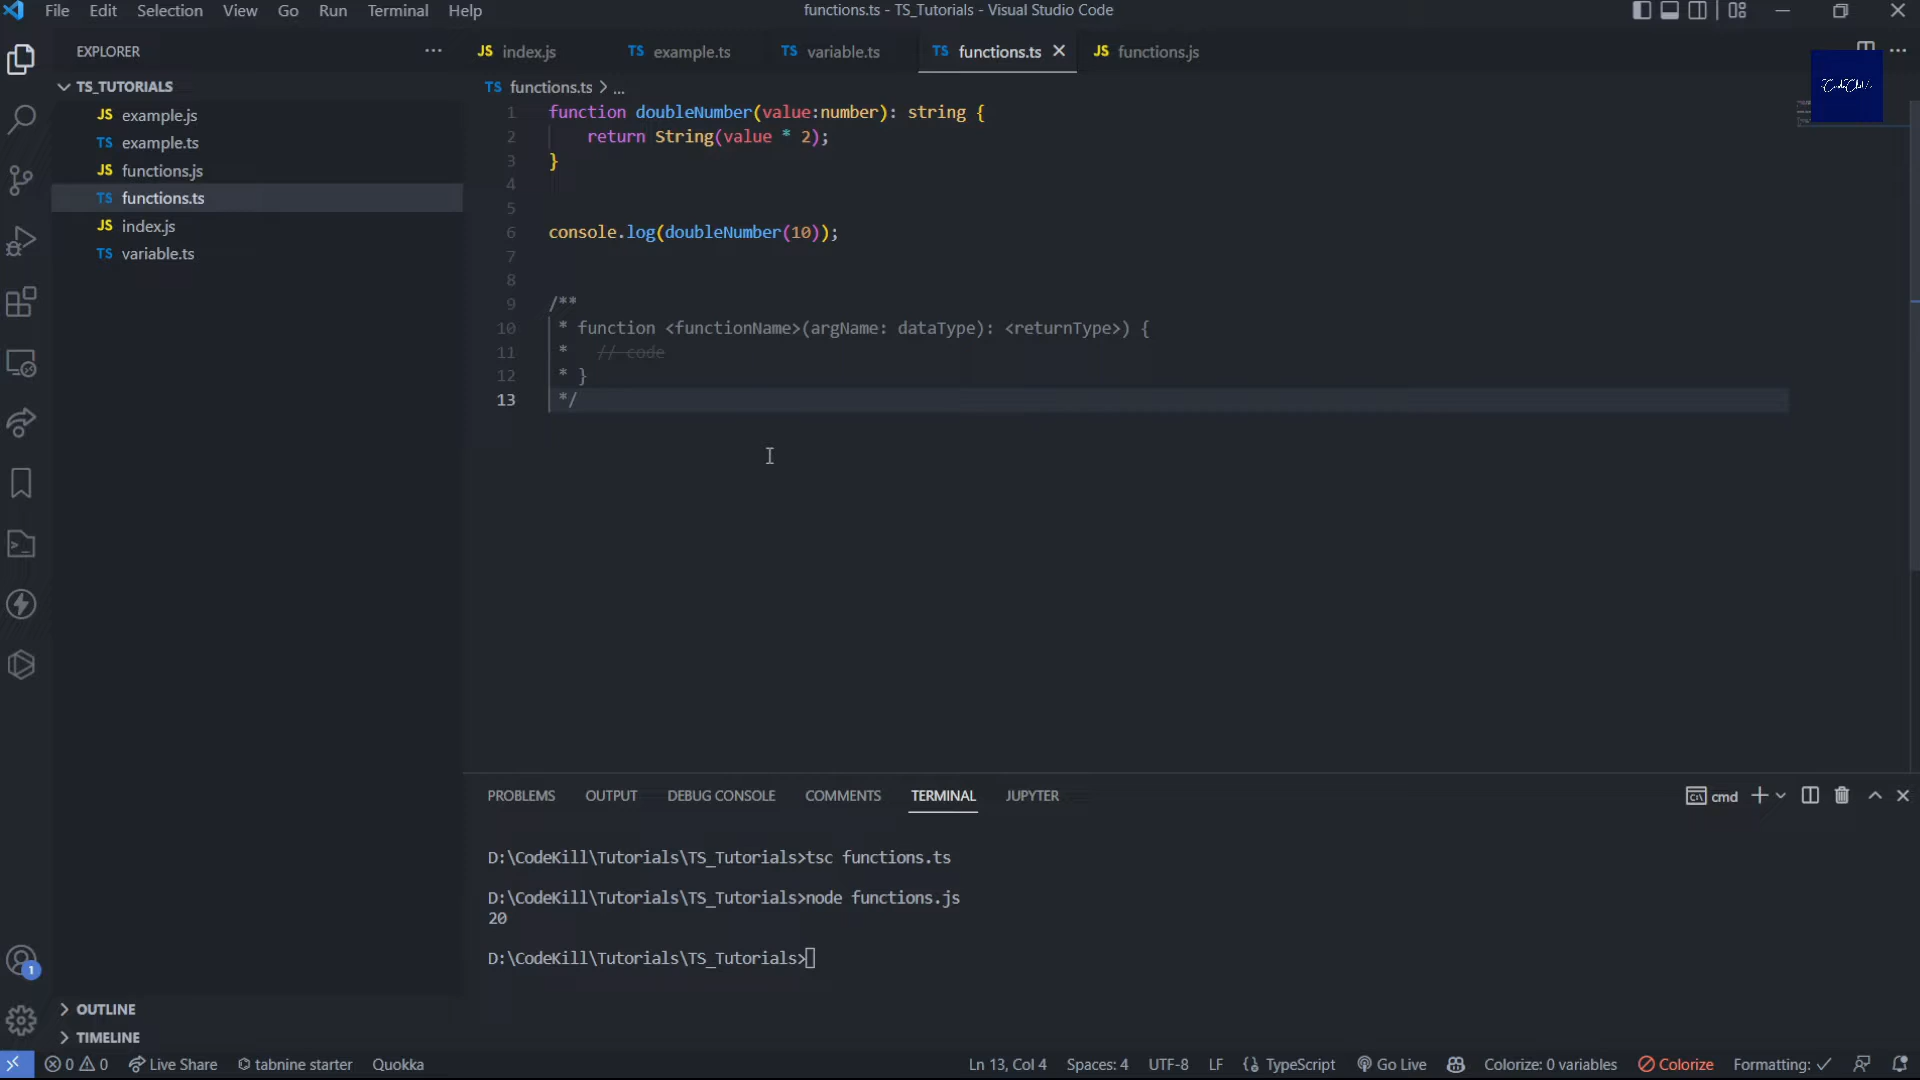 File Edit Selection View Go Run Terminal Help
functions.ts - TS_Tutorials - Visual Studio Code
EXPLORER
TS_TUTORIALS
JS example.js
TS example.ts
JS functions.js
TS functions.ts
JS index.js
TS variable.ts
JS index.js
TS example.ts
TS variable.ts
TS functions.ts
JS functions.js
TS functions.ts > ...
1 function doubleNumber(value:number): string {
2 return String(value * 2);
3 }
4
5
6 console.log(doubleNumber(10));
7
8
9 /**
10 * function <functionName>(argName: dataType): <returnType>) {
11 * // code
12 * }
13 */
PROBLEMS OUTPUT DEBUG CONSOLE COMMENTS TERMINAL JUPYTER
cmd
D:\CodeKill\Tutorials\TS_Tutorials>tsc functions.ts
D:\CodeKill\Tutorials\TS_Tutorials>node functions.js
20
D:\CodeKill\Tutorials\TS_Tutorials>
OUTLINE
TIMELINE
1
0 0 Live Share tabnine starter Quokka
Ln 13, Col 4 Spaces: 4 UTF-8 LF {} TypeScript Go Live Colorize: 0 variables Colorize Formatting: ✓